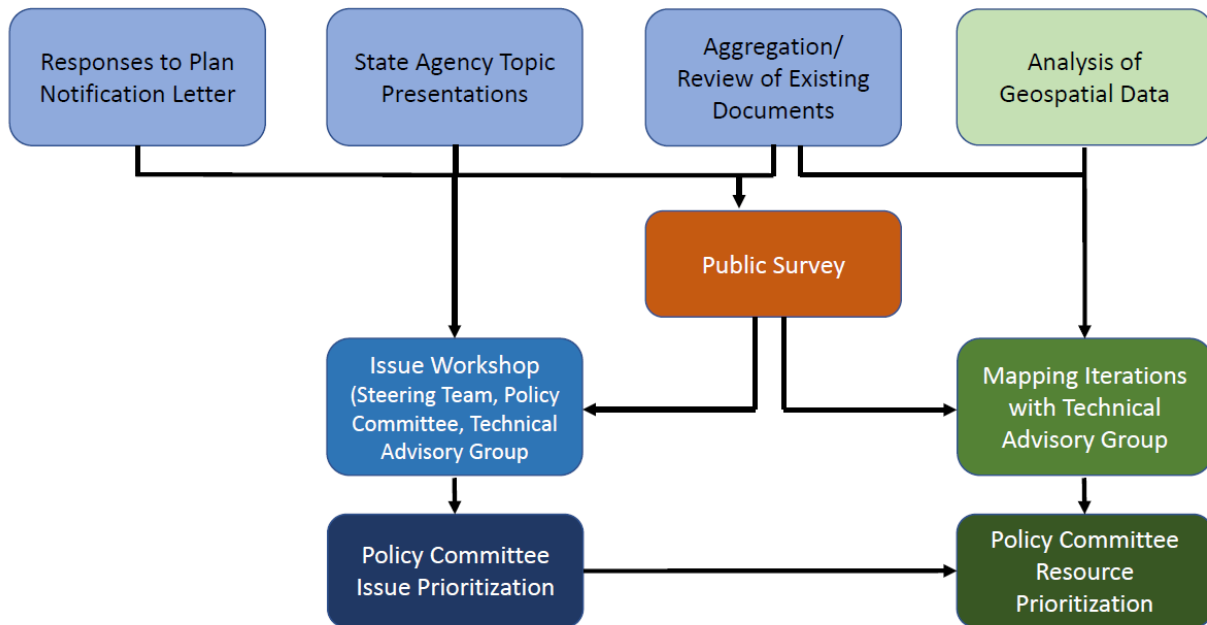 Responses to Plan
Notification Letter
State Agency Topic
Presentations
Aggregation/
Review of Existing
Documents
Analysis of
Geospatial Data
Public Survey
Issue Workshop
(Steering Team, Policy
Committee, Technical
Advisory Group
Mapping Iterations
with Technical
Advisory Group
Policy Committee
Issue Prioritization
Policy Committee
Resource
Prioritization